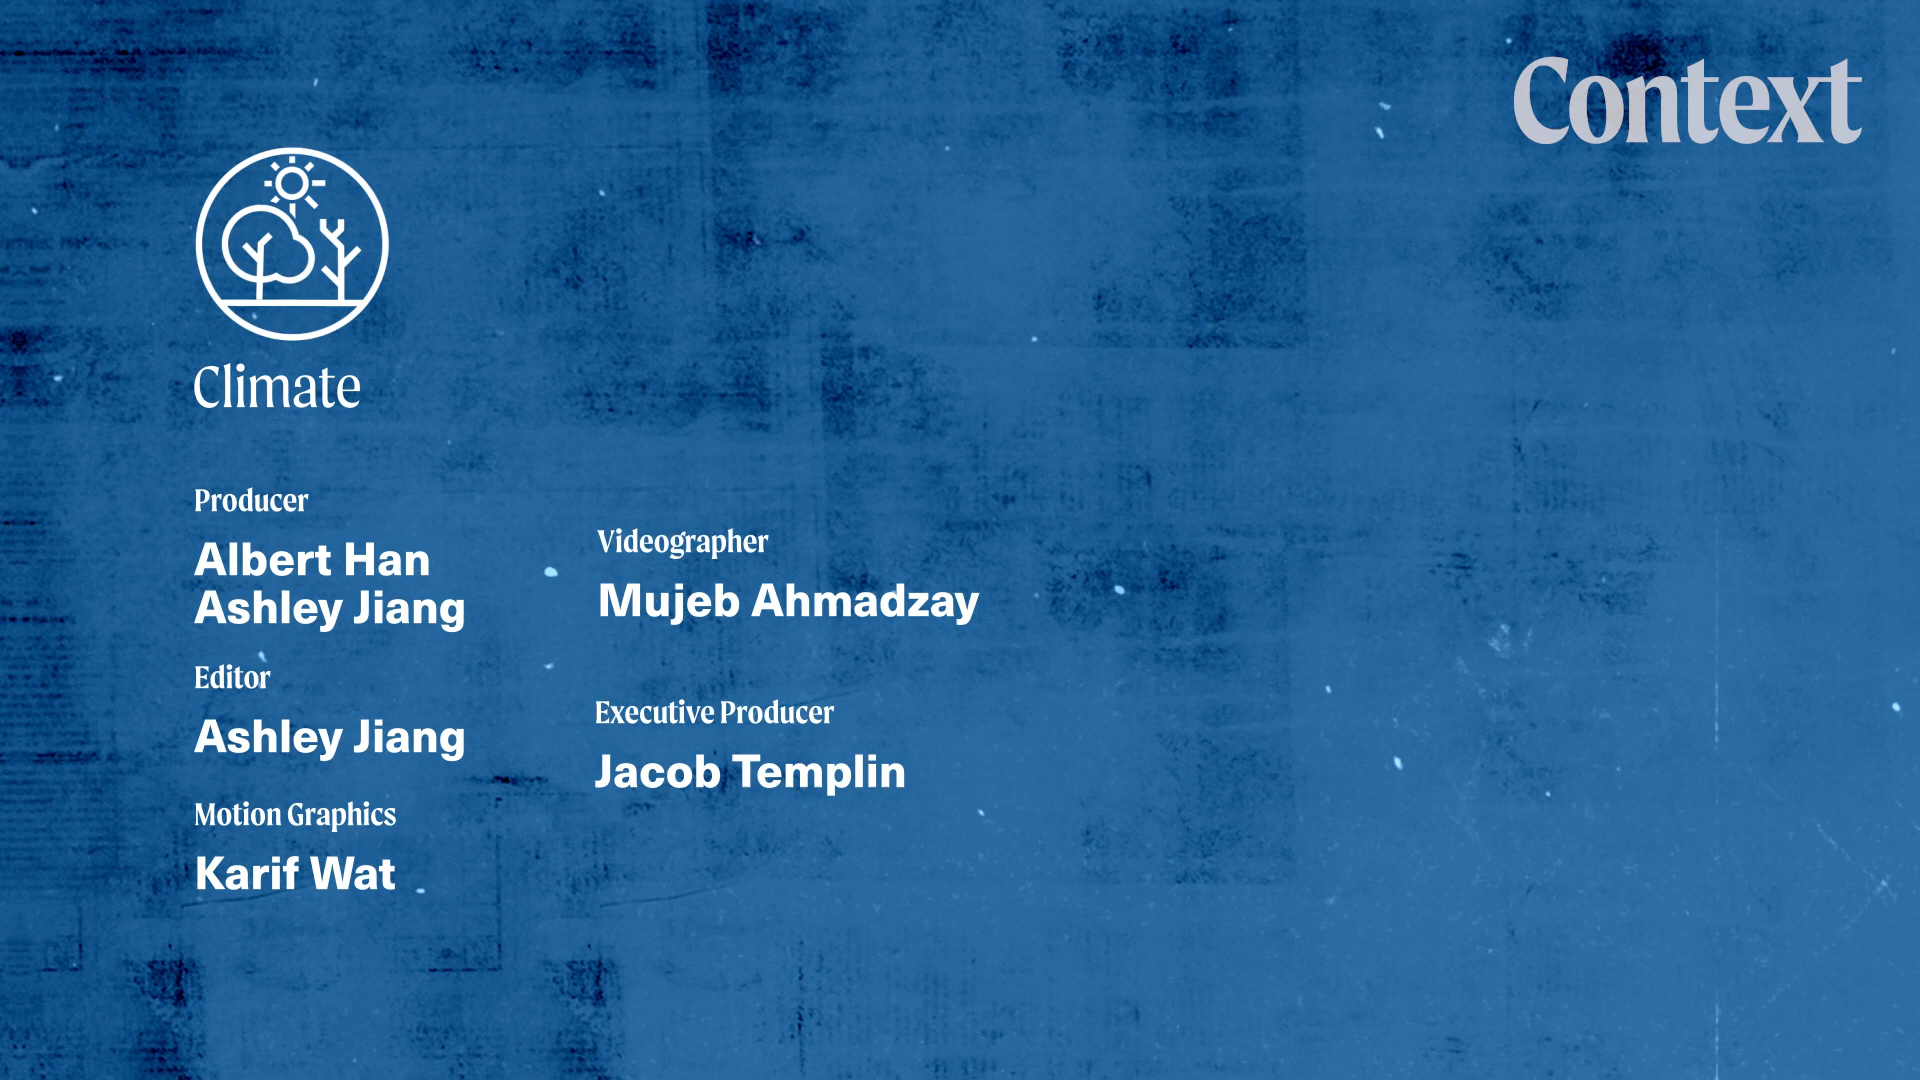 Context
Climate
Producer
Albert Han
Ashley Jiang
Editor
Ashley Jiang
Motion Graphics
Karif Wat
Videographer
Mujeb Ahmadzay
Executive Producer
Jacob Templin